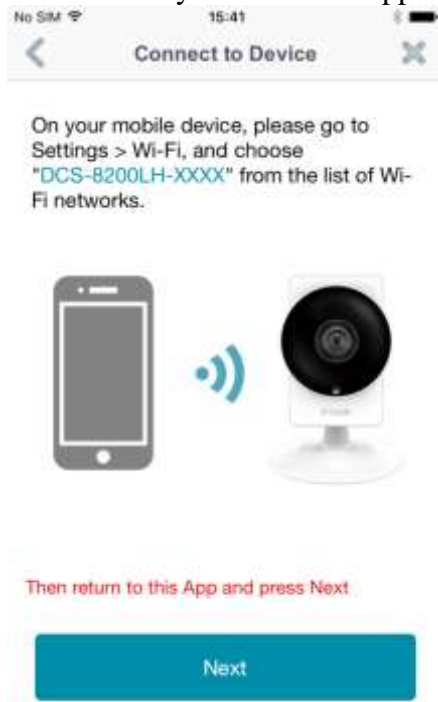 No SIM 15:41
Connect to Device
On your mobile device, please go to
Settings > Wi-Fi, and choose
"DCS-8200LH-XXXX" from the list of Wi-
Fi networks.
Then return to this App and press Next
Next